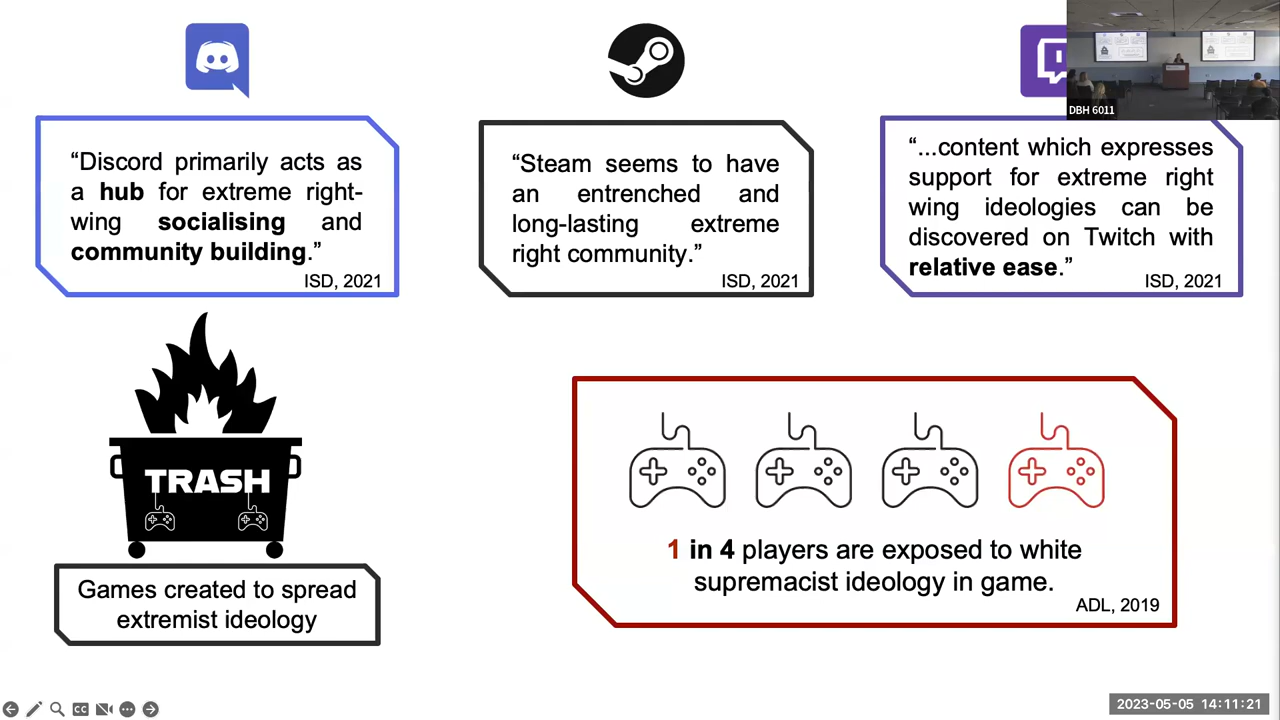 DBH 6011
“Discord primarily acts as
a hub for extreme right-
wing socialising and
community building.”
ISD, 2021
“Steam seems to have
an entrenched and
long-lasting extreme
right community.”
ISD, 2021
“...content which expresses
support for extreme right
wing ideologies can be
discovered on Twitch with
relative ease.”
ISD, 2021
TRASH
Games created to spread
extremist ideology
1 in 4 players are exposed to white
supremacist ideology in game.
ADL, 2019
CC
2023-05-05 14:11:21